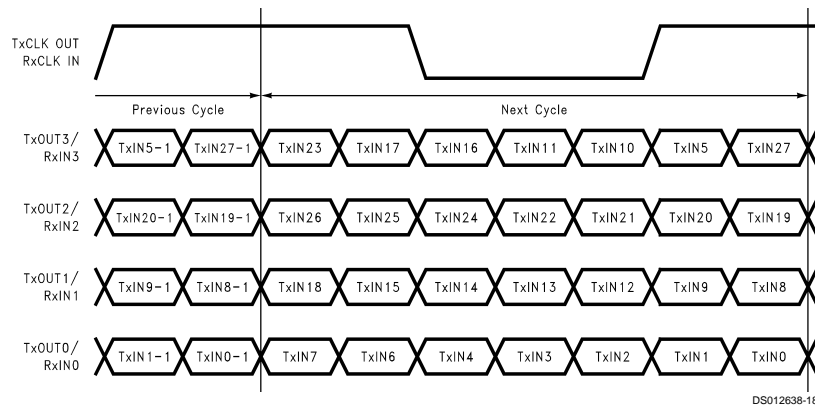 TxCLK OUT
RxCLK IN
Previous Cycle Next Cycle
TxOUT3/
RxIN3
TxIN5-1 TxIN27-1 TxIN23 TxIN17 TxIN16 TxIN11 TxIN10 TxIN5 TxIN27
TxOUT2/
RxIN2
TxIN20-1 TxIN19-1 TxIN26 TxIN25 TxIN24 TxIN22 TxIN21 TxIN20 TxIN19
TxOUT1/
RxIN1
TxIN9-1 TxIN8-1 TxIN18 TxIN15 TxIN14 TxIN13 TxIN12 TxIN9 TxIN8
TxOUT0/
RxIN0
TxIN1-1 TxIN0-1 TxIN7 TxIN6 TxIN4 TxIN3 TxIN2 TxIN1 TxIN0
DS012638-18